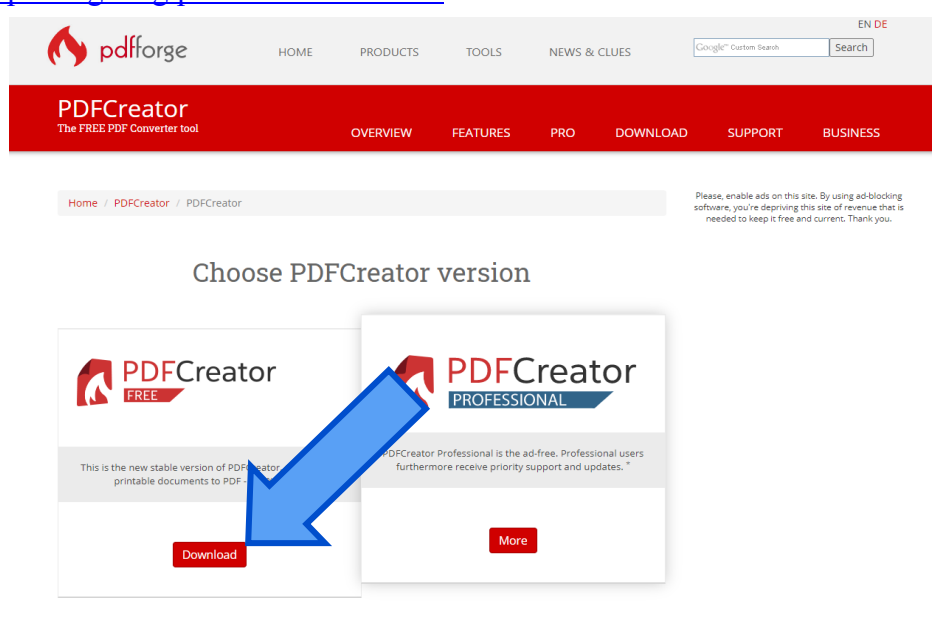 EN DE
pdfforge HOME PRODUCTS TOOLS NEWS & CLUES Google™ Custom Search Search
PDFCreator
The FREE PDF Converter tool
OVERVIEW FEATURES PRO DOWNLOAD SUPPORT BUSINESS
Home / PDFCreator / PDFCreator
Please, enable ads on this site. By using ad-blocking
software, you're depriving this site of revenue that is
needed to keep it free and current. Thank you.
Choose PDFCreator version
PDFCreator
FREE
This is the new stable version of
printable documents to PDF -
Download
PDFCreator
PROFESSIONAL
PDFCreator Professional is the ad-free. Professional users
furthermore receive priority support and updates. *
More